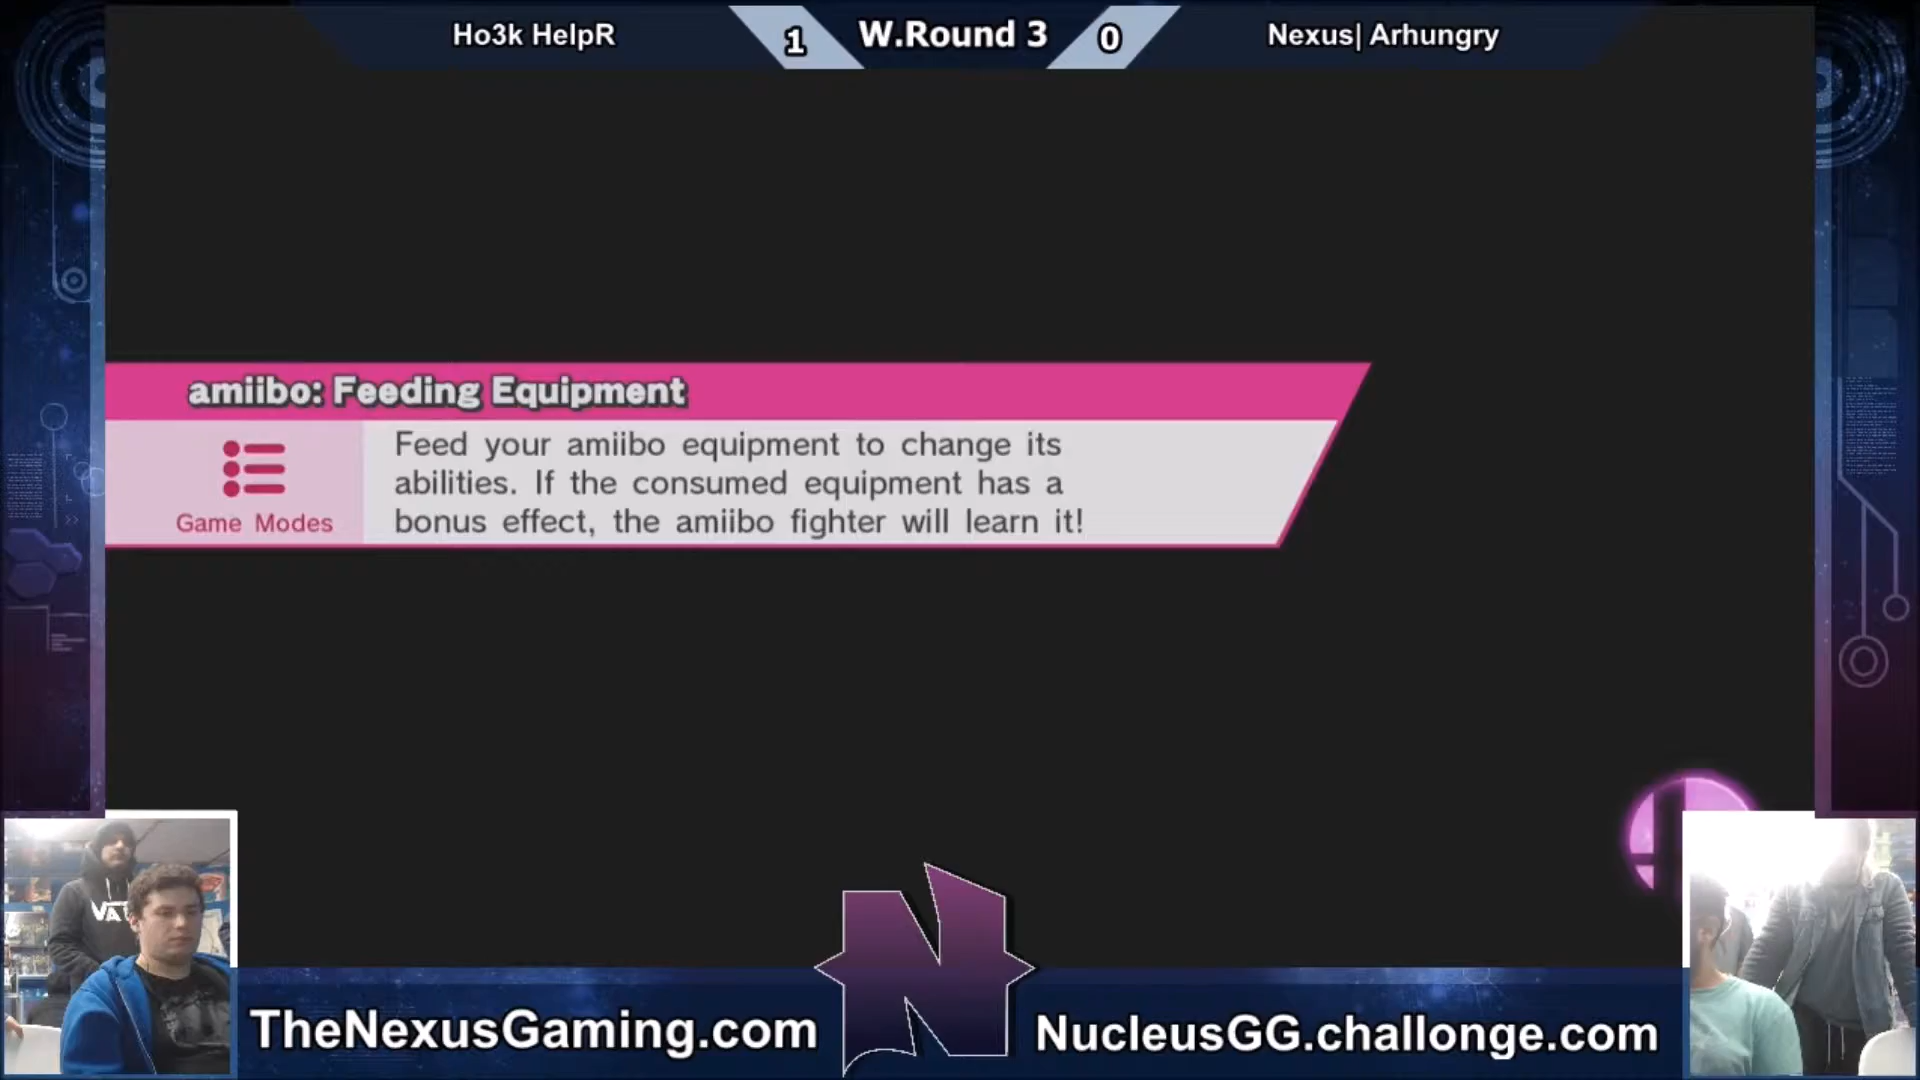 Ho3k HelpR
1
W.Round 3
0
Nexus| Arhungry
amiibo: Feeding Equipment
Feed your amiibo equipment to change its
abilities. If the consumed equipment has a
bonus effect, the amiibo fighter will learn it!
Game Modes
VA
N
TheNexusGaming.com
NucleusGG.challonge.com